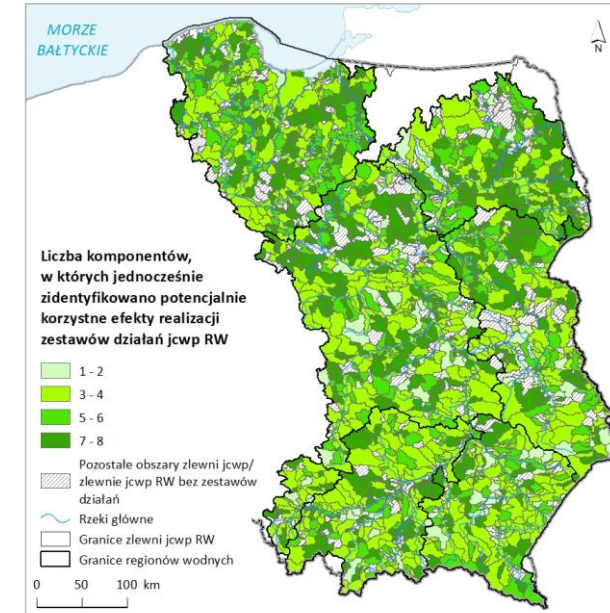 MORZE
BAŁTYCKIE
N
Liczba komponentów,
w których jednocześnie
zidentyfikowano potencjalnie
korzystne efekty realizacji
zestawów działań jcwp RW
1 - 2
3 - 4
5 - 6
7 - 8
Pozostałe obszary zlewni jcwp/
zlewnie jcwp RW bez zestawów
działań
Rzeki główne
Granice zlewni jcwp RW
Granice regionów wodnych
0 50 100 km